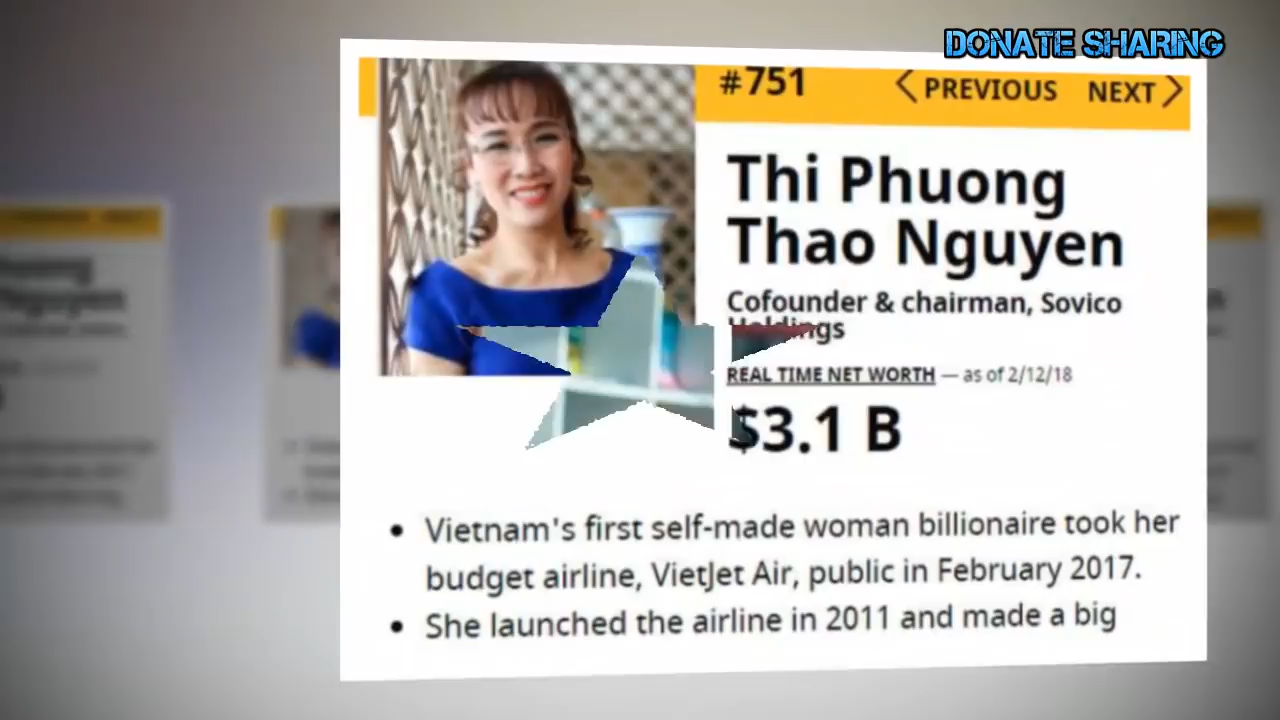 DONATE SHARING
#751
PREVIOUS NEXT
Thi Phuong
Thao Nguyen
Cofounder & chairman, Sovico
Holdings
REAL TIME NET WORTH — as of 2/12/18
$3.1 B
• Vietnam's first self-made woman billionaire took her
budget airline, VietJet Air, public in February 2017.
• She launched the airline in 2011 and made a big